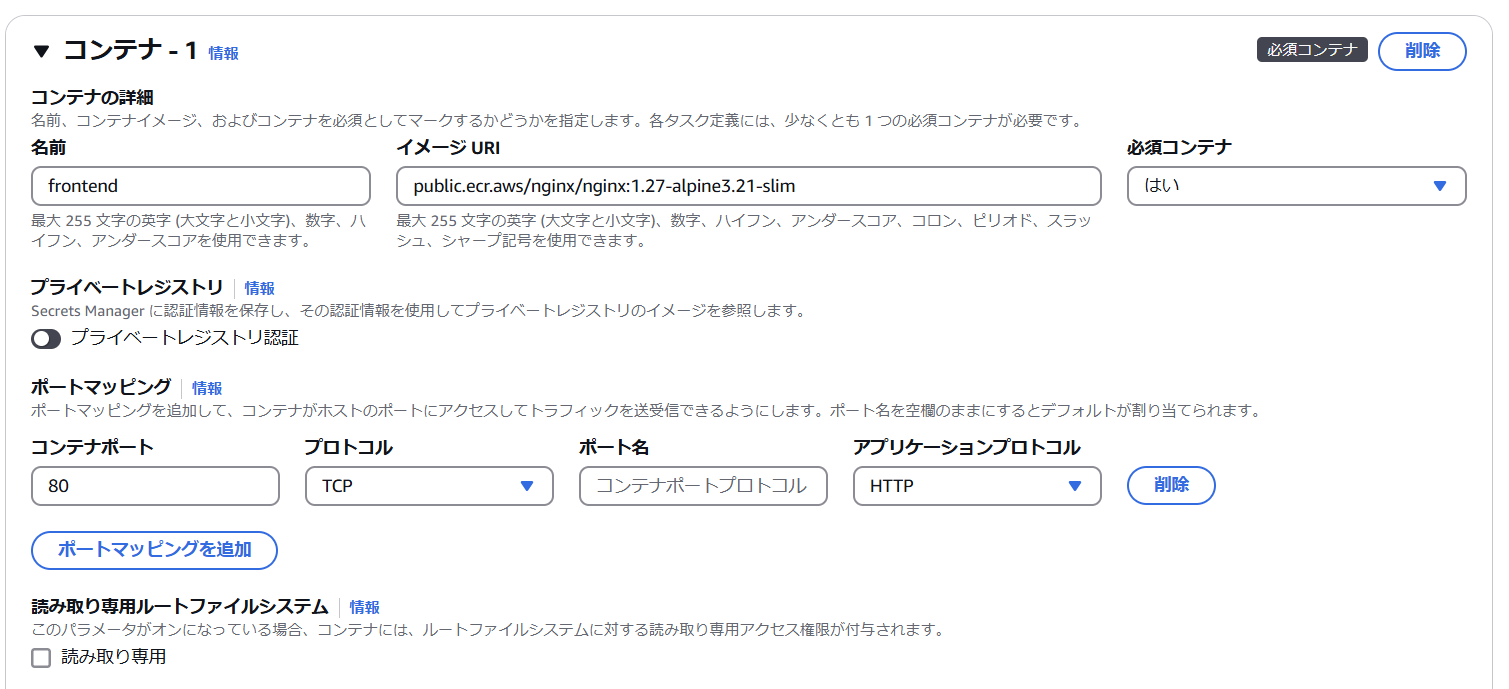 ▼ コンテナ - 1 情報 必須コンテナ 削除
コンテナの詳細
名前、コンテナイメージ、およびコンテナを必須としてマークするかどうかを指定します。各タスク定義には、少なくとも 1 つの必須コンテナが必要です。
名前 イメージ URI 必須コンテナ
frontend public.ecr.aws/nginx/nginx:1.27-alpine3.21-slim はい
最大 255 文字の英字 (大文字と小文字)、数字、ハ
イフン、アンダースコアを使用できます。
最大 255 文字の英字 (大文字と小文字)、数字、ハイフン、アンダースコア、コロン、ピリオド、スラッ
シュ、シャープ記号を使用できます。
プライベートレジストリ 情報
Secrets Manager に認証情報を保存し、その認証情報を使用してプライベートレジストリのイメージを参照します。
プライベートレジストリ認証
ポートマッピング 情報
ポートマッピングを追加して、コンテナがホストのポートにアクセスしてトラフィックを送受信できるようにします。ポート名を空欄のままにするとデフォルトが割り当てられます。
コンテナポート プロトコル ポート名 アプリケーションプロトコル
80 TCP コンテナポートプロトコル HTTP 削除
ポートマッピングを追加
読み取り専用ルートファイルシステム 情報
このパラメータがオンになっている場合、コンテナには、ルートファイルシステムに対する読み取り専用アクセス権限が付与されます。
読み取り専用